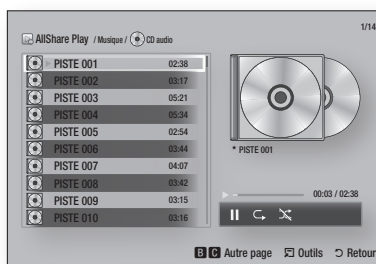 1/14
AllShare Play / Musique / CD audio
PISTE 001 02:38
PISTE 002 03:17
PISTE 003 05:21
PISTE 004 05:34
PISTE 005 02:54
PISTE 006 03:44
PISTE 007 04:07
PISTE 008 03:42
PISTE 009 03:15
PISTE 010 03:16
* PISTE 001
00:03 / 02:38
B C Autre page Outils Retour